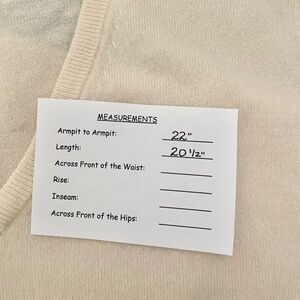 MEASUREMENTS
Armpit to Armpit: 22"
Length: 20 1/2"
Across Front of the Waist:
Rise:
Inseam:
Across Front of the Hips: